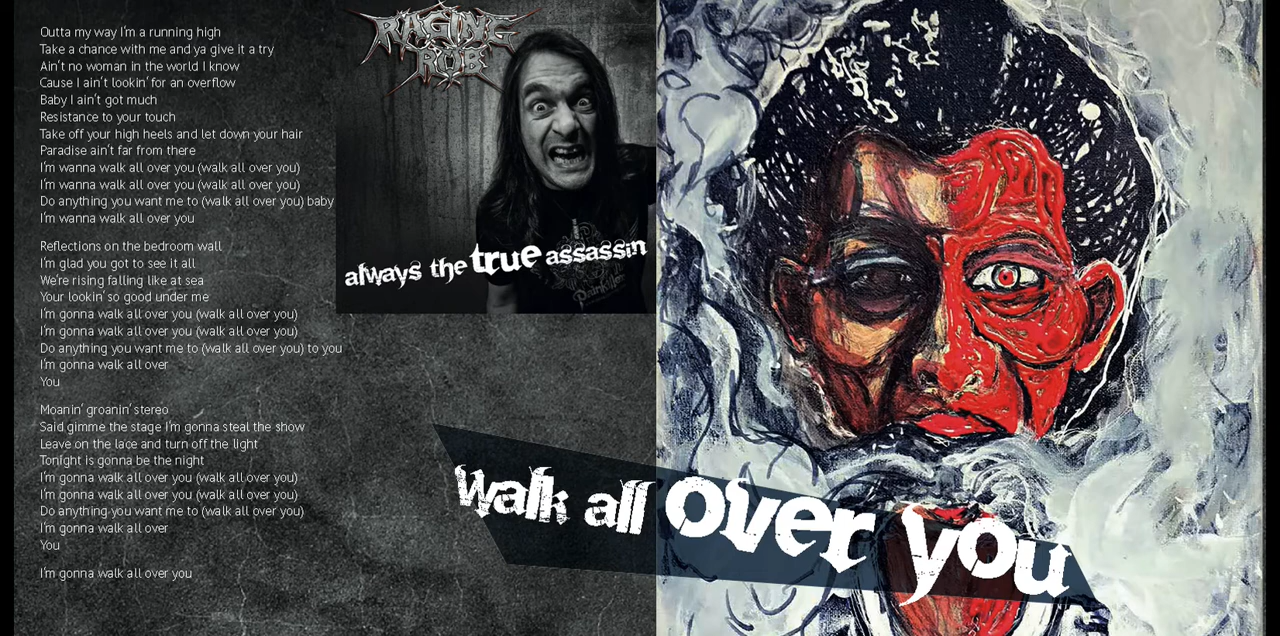 Outta my way I'm a running high
Take a chance with me and ya give it a try
Ain't no woman in the world I know
Cause I ain't lookin' for an overflow
Baby I ain't got much
Resistance to your touch
Take off your high heels and let down your hair
Paradise ain't far from there
I'm wanna walk all over you (walk all over you)
I'm wanna walk all over you (walk all over you)
Do anything you want me to (walk all over you) baby
I'm wanna walk all over you
Reflections on the bedroom wall
I'm glad you got to see it all
We're rising falling like at sea
Your lookin' so good under me
I'm gonna walk all over you (walk all over you)
I'm gonna walk all over you (walk all over you)
Do anything you want me to (walk all over you) to you
I'm gonna walk all over
You
Moanin' groanin' stereo
Said gimme the stage I'm gonna steal the show
Leave on the lace and turn off the light
Tonight is gonna be the night
I'm gonna walk all over you (walk all over you)
I'm gonna walk all over you (walk all over you)
Do anything you want me to (walk all over you)
I'm gonna walk all over
You
I'm gonna walk all over you
RAGING
ROB
always the true assassin
Painkiller
walk all over you